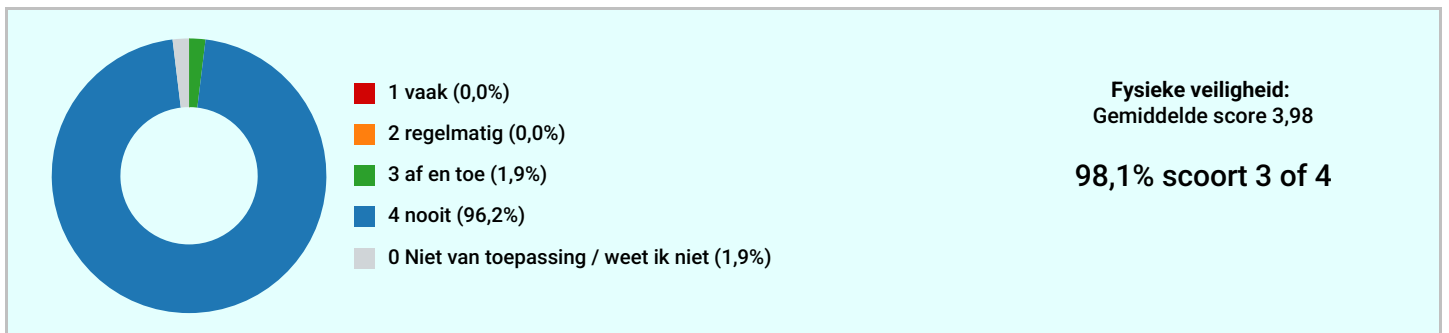 1 vaak (0,0%)
2 regelmatig (0,0%)
3 af en toe (1,9%)
4 nooit (96,2%)
0 Niet van toepassing / weet ik niet (1,9%)
Fysieke veiligheid:
Gemiddelde score 3,98
98,1% scoort 3 of 4